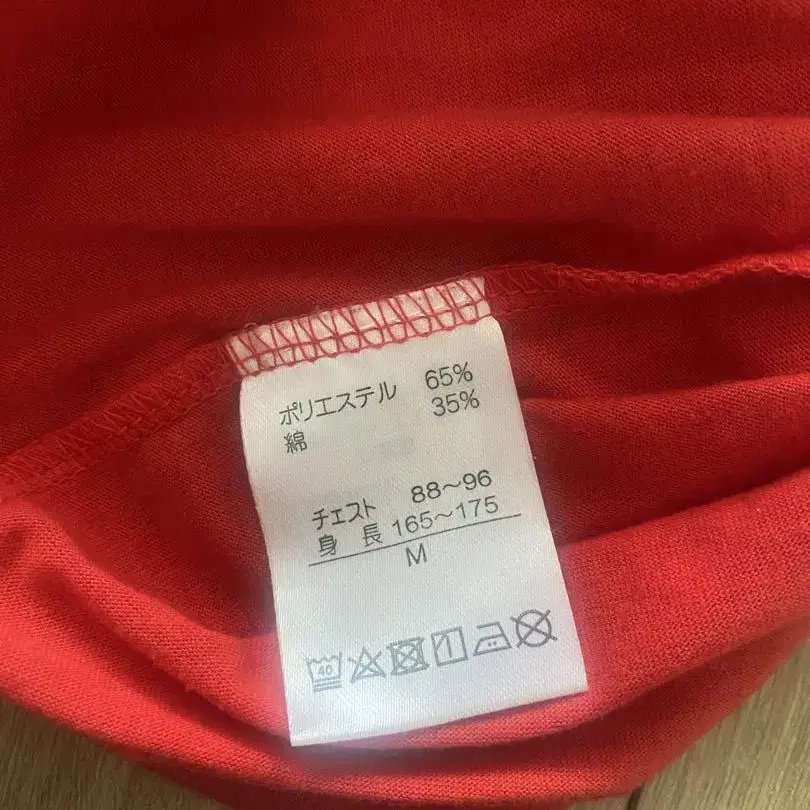 ポリエステル 65%
綿 35%
チェスト 88～96
身長 165～175
M
40